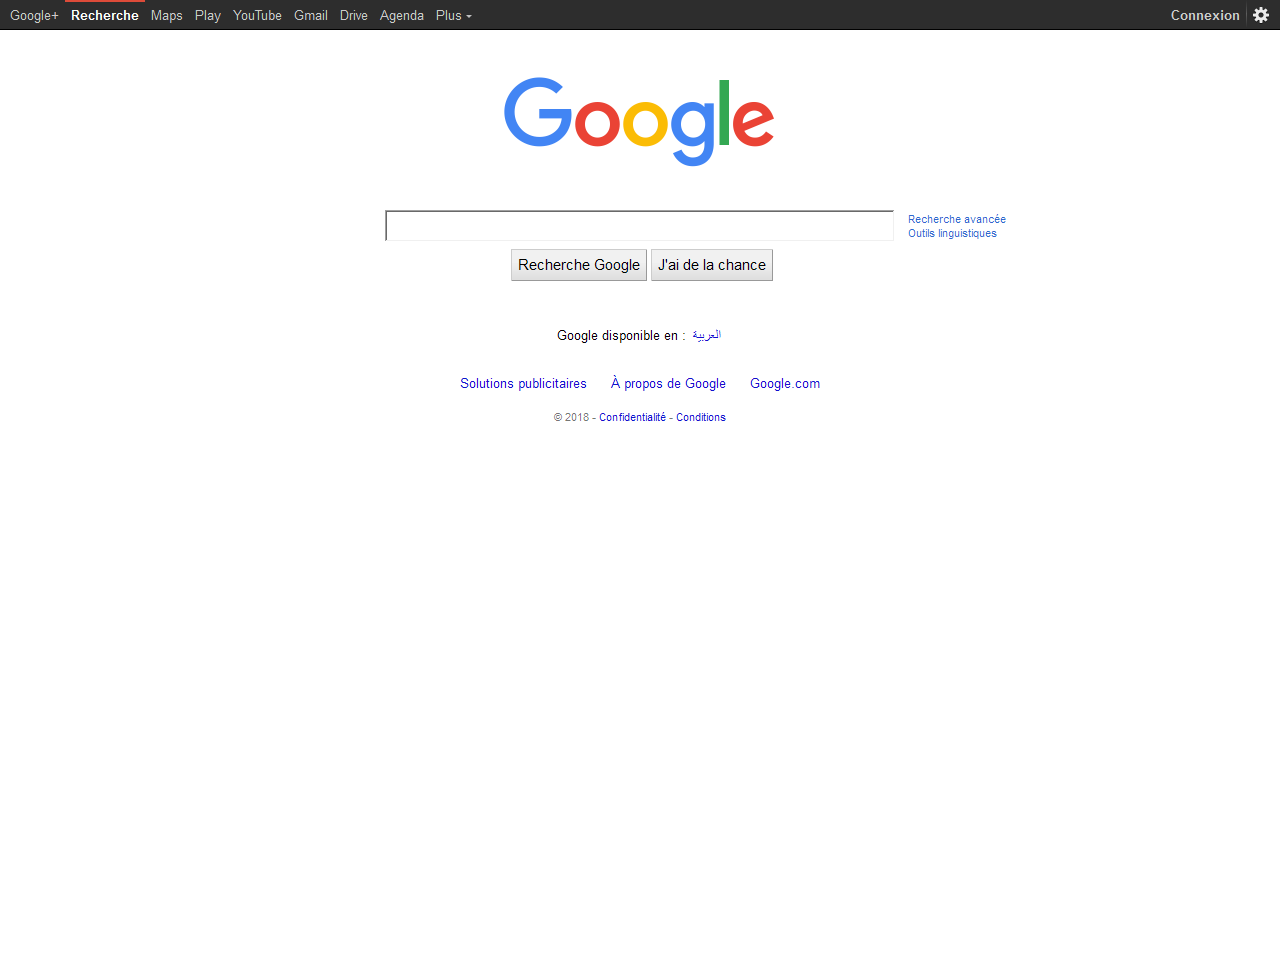 Google+ Recherche Maps Play YouTube Gmail Drive Agenda Plus Connexion
Google
Recherche avancée
Outils linguistiques
Recherche Google J'ai de la chance
Google disponible en : العربية
Solutions publicitaires À propos de Google Google.com
© 2018 - Confidentialité - Conditions